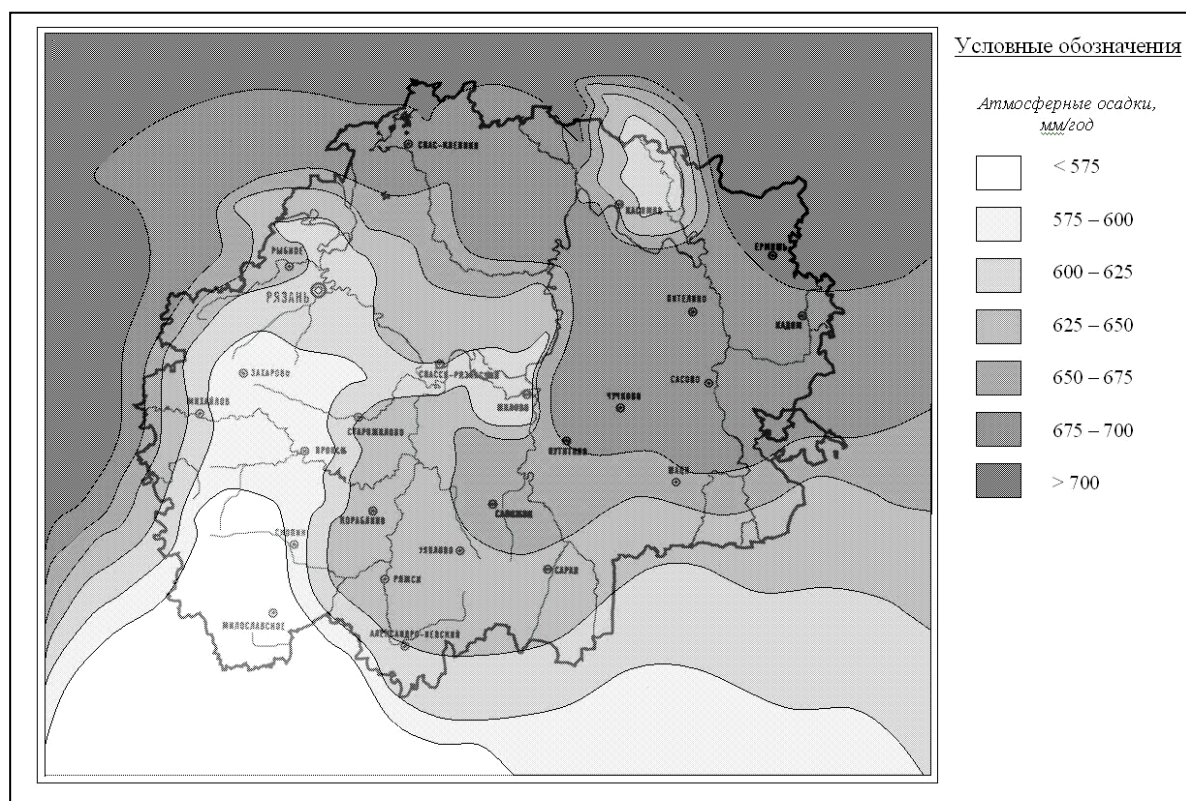 Условные обозначения
Атмосферные осадки,
мм/год
< 575
575 – 600
600 – 625
625 – 650
650 – 675
675 – 700
> 700
СПАС-КЛЕПИКИ
КАСИМОВ
ЕРМИШЬ
РЫБНОЕ
РЯЗАНЬ
ПИТЕЛИНО
КАДОМ
СПАССК-РЯЗАНСКИЙ
ЗАХАРОВО
САСОВО
ШИЛОВО
МИХАЙЛОВ
ЧУЧКОВО
СТАРОЖИЛОВО
ПРОНСК
ПУТЯТИНО
ШАЦК
САПОЖОК
КОРАБЛИНО
СКОПИН
УХОЛОВО
САРАИ
РЯЖСК
МИЛОСЛАВСКОЕ
АЛЕКСАНДРО-НЕВСКИЙ